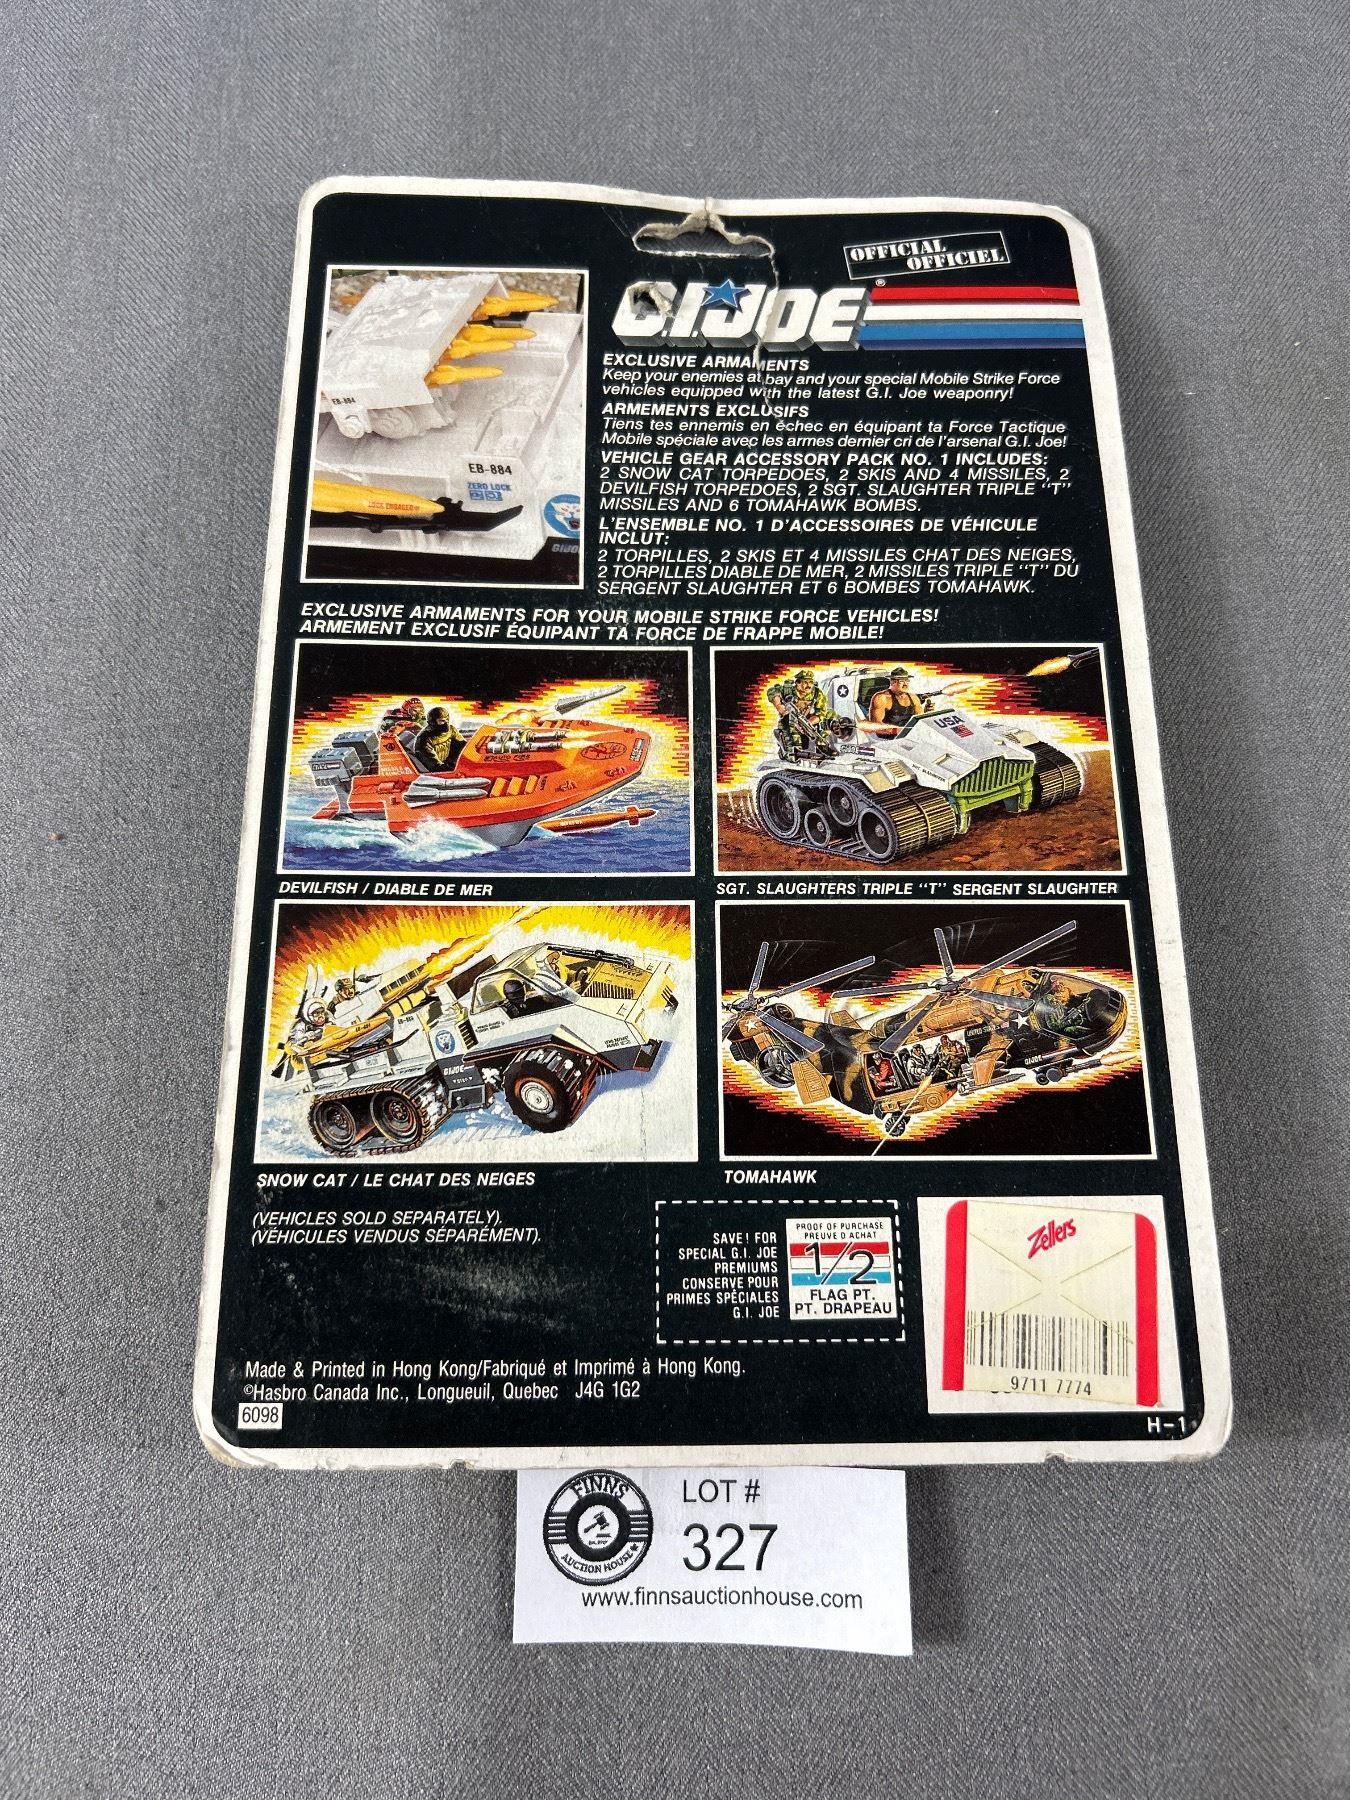 OFFICIAL
OFFICIEL
G.I. JOE®
EXCLUSIVE ARMAMENTS
Keep your enemies at bay and your special Mobile Strike Force
vehicles equipped with the latest G.I. Joe weaponry!
ARMEMENTS EXCLUSIFS
Tiens tes ennemis en échec en équipant ta Force Tactique
Mobile spéciale avec les armes dernier cri de l'arsenal G.I. Joe!
VEHICLE GEAR ACCESSORY PACK NO. 1 INCLUDES:
2 SNOW CAT TORPEDOES, 2 SKIS AND 4 MISSILES, 2
DEVILFISH TORPEDOES, 2 SGT. SLAUGHTER TRIPLE "T"
MISSILES AND 6 TOMAHAWK BOMBS.
L'ENSEMBLE NO. 1 D'ACCESSOIRES DE VÉHICULE
INCLUT:
2 TORPILLES, 2 SKIS ET 4 MISSILES CHAT DES NEIGES,
2 TORPILLES DIABLE DE MER, 2 MISSILES TRIPLE "T" DU
SERGENT SLAUGHTER ET 6 BOMBES TOMAHAWK.
EB-884
EB-884
ZERO LOCK
LOCK ENGAGED
GIJOE
EXCLUSIVE ARMAMENTS FOR YOUR MOBILE STRIKE FORCE VEHICLES!
ARMEMENT EXCLUSIF ÉQUIPANT TA FORCE DE FRAPPE MOBILE!
USA
DEVILFISH / DIABLE DE MER
SGT. SLAUGHTERS TRIPLE "T" SERGENT SLAUGHTER
EB-884
GIJOE
GIJOE
SNOW CAT / LE CHAT DES NEIGES
TOMAHAWK
(VEHICLES SOLD SEPARATELY).
(VÉHICULES VENDUS SÉPARÉMENT).
SAVE! FOR
SPECIAL G.I. JOE
PREMIUMS
CONSERVE POUR
PRIMES SPÉCIALES
G.I. JOE
PROOF OF PURCHASE
PREUVE D'ACHAT
1/2
FLAG PT.
PT. DRAPEAU
Zellers
9711 7774
Made & Printed in Hong Kong/Fabriqué et Imprimé à Hong Kong.
©Hasbro Canada Inc., Longueuil, Quebec J4G 1G2
6098
H-1
FINNS
AUCTION HOUSE
LOT #
327
www.finnsauctionhouse.com